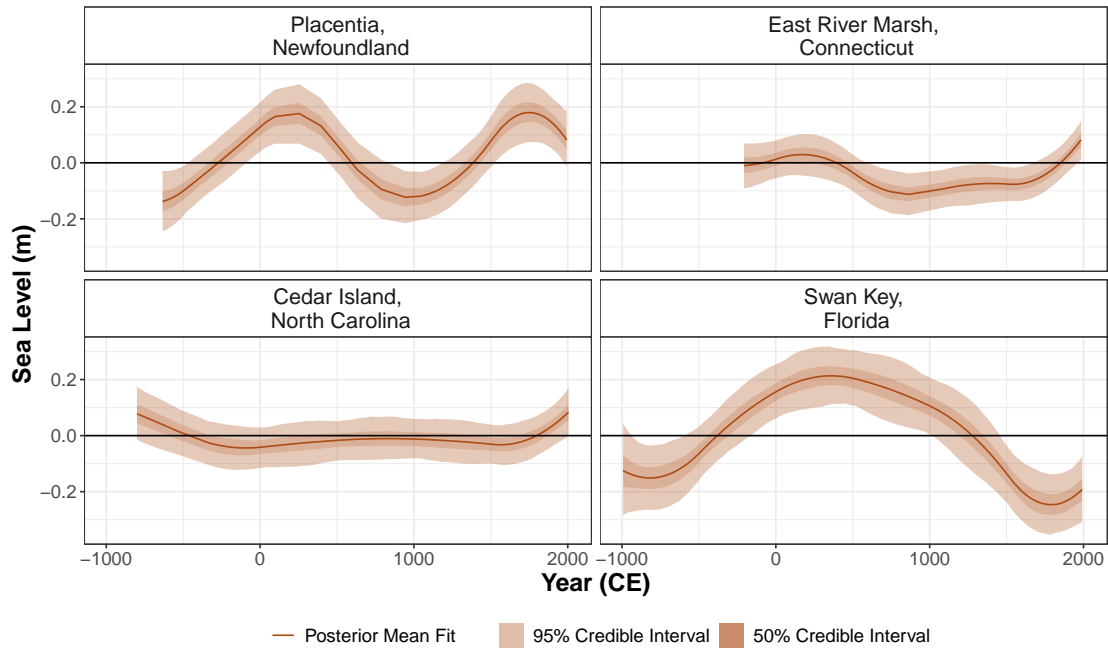 Placentia,
Newfoundland
East River Marsh,
Connecticut
0.2
0.0
−0.2
Cedar Island,
North Carolina
Swan Key,
Florida
0.2
0.0
−0.2
Sea Level (m)
−1000 0 1000 2000 −1000 0 1000 2000
Year (CE)
Posterior Mean Fit 95% Credible Interval 50% Credible Interval